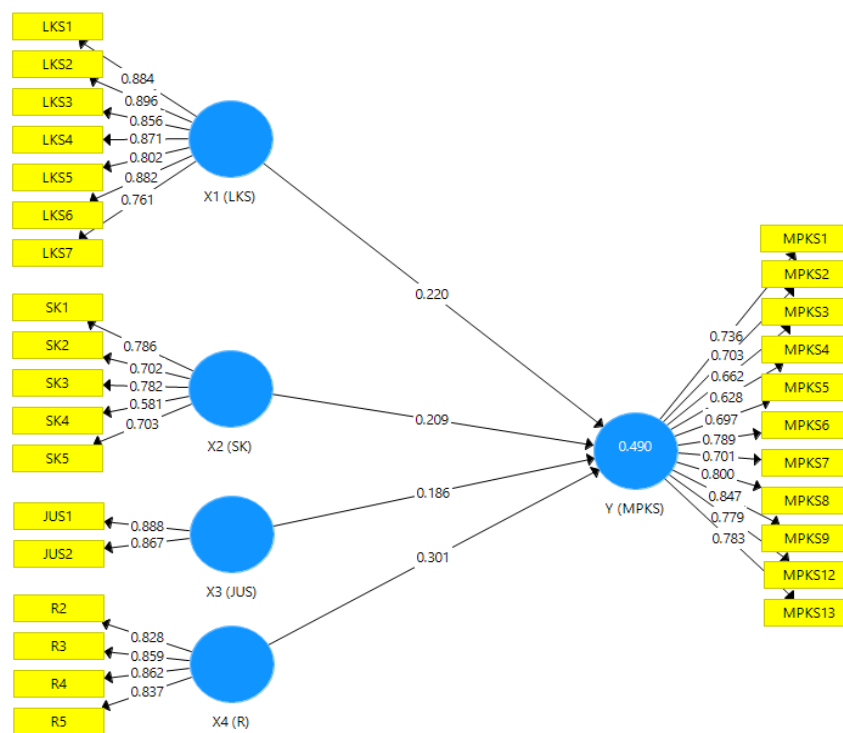 LKS1
LKS2
LKS3
LKS4
LKS5
LKS6
LKS7
0.884
0.896
0.856
0.871
0.802
0.882
0.761
X1 (LKS)
0.220
SK1
SK2
SK3
SK4
SK5
0.786
0.702
0.782
0.581
0.703
X2 (SK)
0.209
JUS1
JUS2
0.888
0.867
X3 (JUS)
0.186
R2
R3
R4
R5
0.828
0.859
0.862
0.837
X4 (R)
0.301
0.490
Y (MPKS)
0.736
0.703
0.662
0.628
0.697
0.789
0.701
0.800
0.847
0.779
0.783
MPKS1
MPKS2
MPKS3
MPKS4
MPKS5
MPKS6
MPKS7
MPKS8
MPKS9
MPKS12
MPKS13